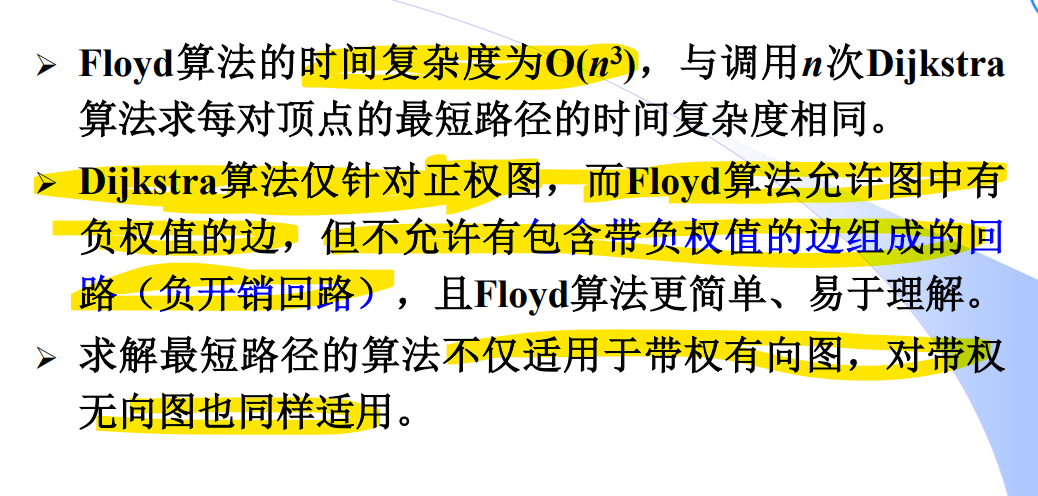 ➢ Floyd算法的时间复杂度为O(n³)，与调用n次Dijkstra
算法求每对顶点的最短路径的时间复杂度相同。
➢ Dijkstra算法仅针对正权图，而Floyd算法允许图中有
负权值的边，但不允许有包含带负权值的边组成的回
路（负开销回路），且Floyd算法更简单、易于理解。
➢ 求解最短路径的算法不仅适用于带权有向图，对带权
无向图也同样适用。